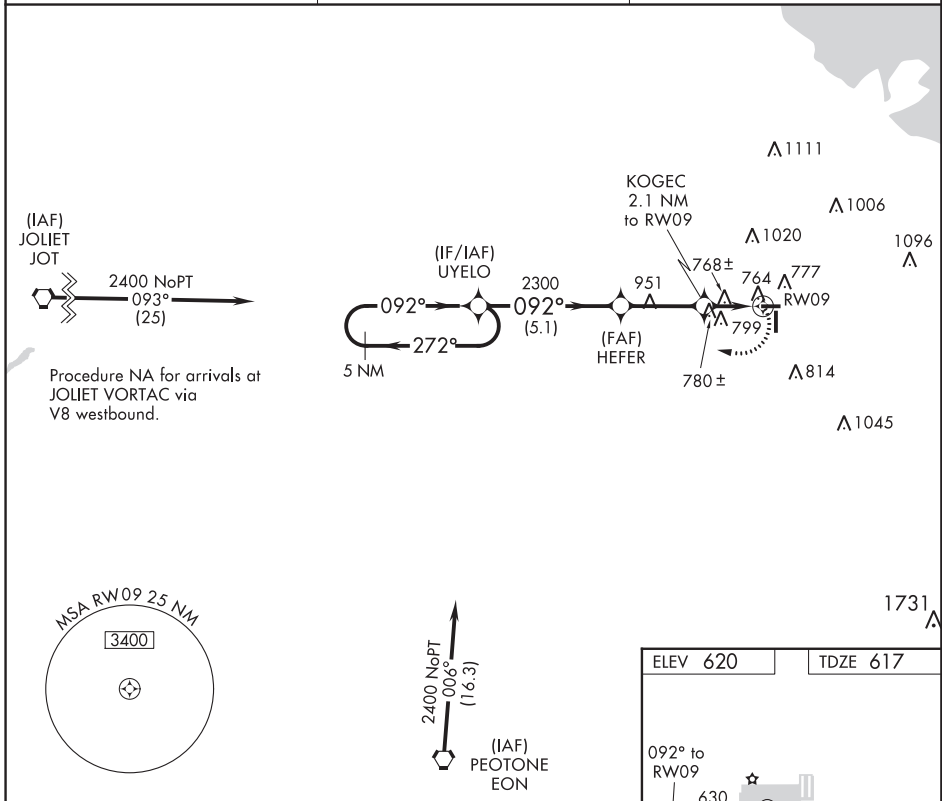 (IAF)
JOLIET
JOT
2400 NoPT
093°
(25)
Procedure NA for arrivals at
JOLIET VORTAC via
V8 westbound.
092°
272°
5 NM
(IF/IAF)
UYELO
2300
092°
(5.1)
951
(FAF)
HEFER
KOGEC
2.1 NM
to RW09
768±
764
777
RW09
799
780±
1111
1006
1020
1096
814
1045
1731
MSA RW09 25 NM
3400
2400 NoPT
006°
(16.3)
(IAF)
PEOTONE
EON
ELEV 620
TDZE 617
092° to
RW09
630